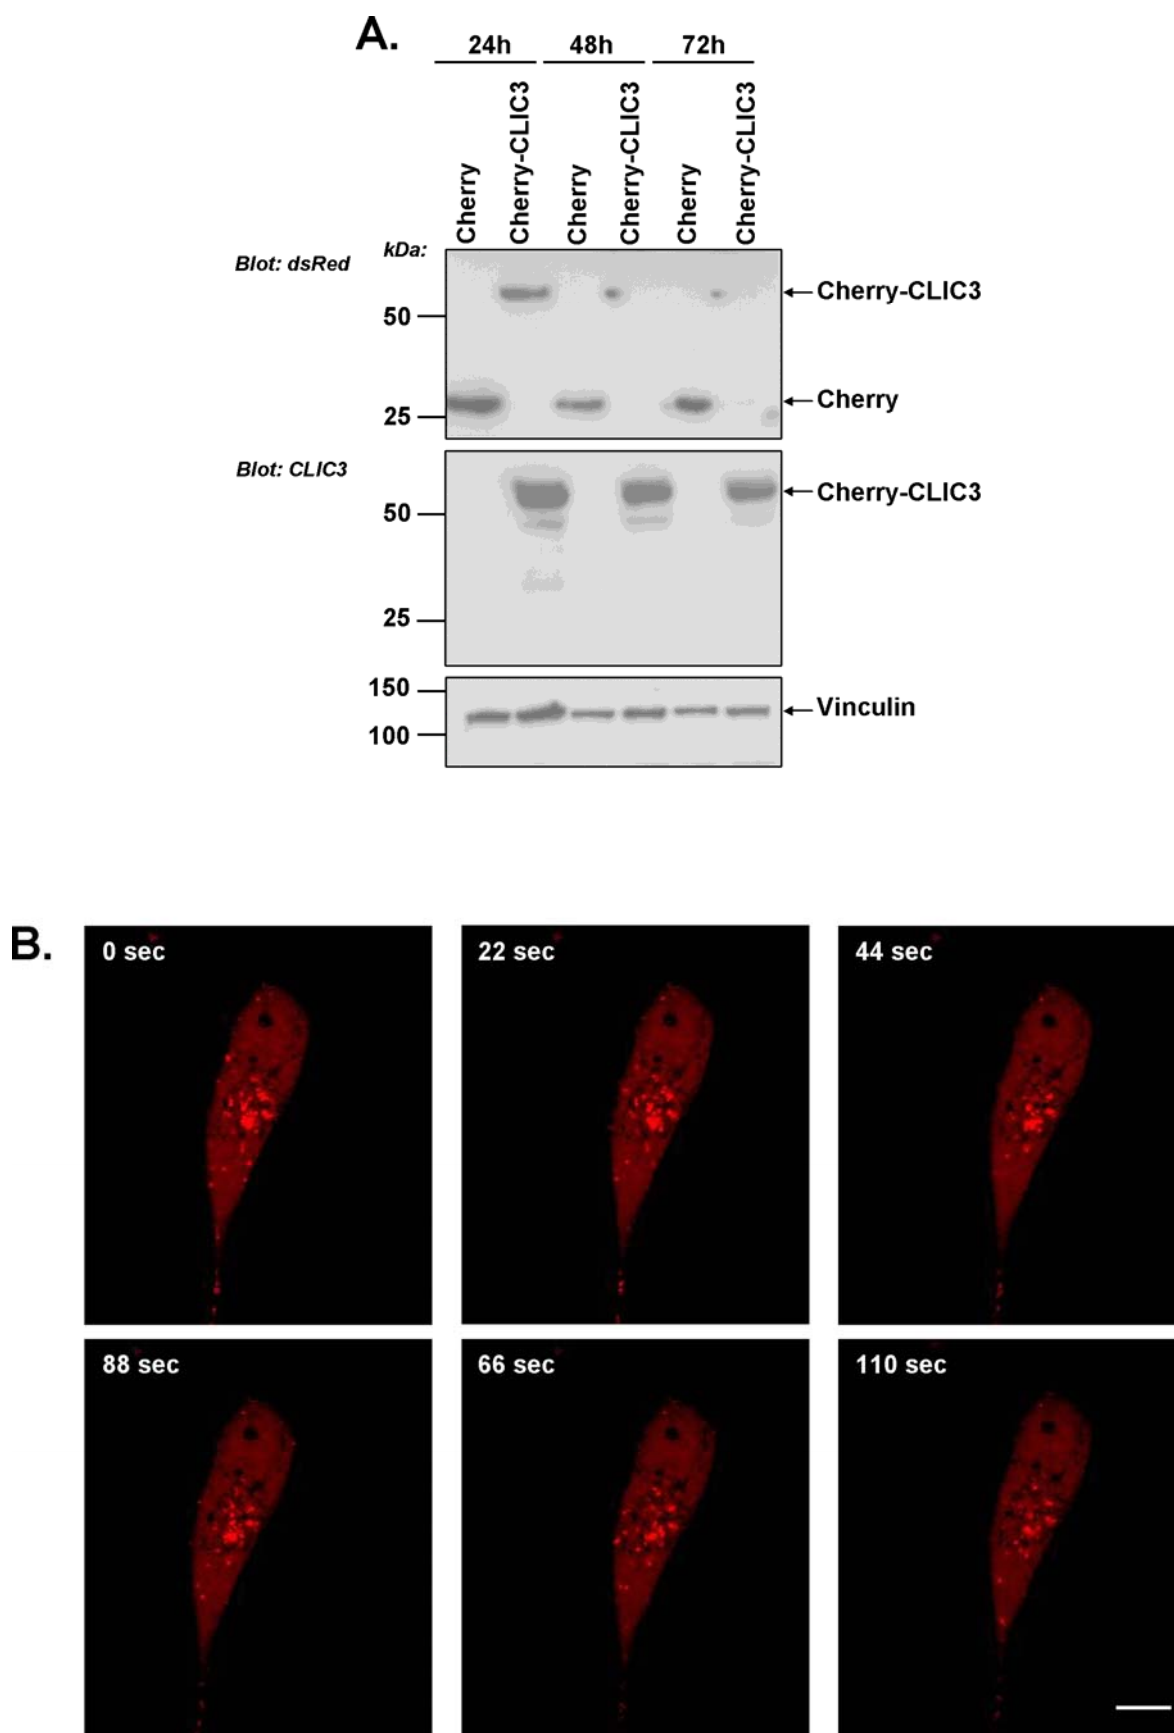 A.
24h 48h 72h
Cherry Cherry-CLIC3 Cherry Cherry-CLIC3 Cherry Cherry-CLIC3
Blot: dsRed kDa:
Cherry-CLIC3
50
Cherry
25
Blot: CLIC3
Cherry-CLIC3
50
25
150
Vinculin
100
B.
0 sec 22 sec 44 sec
88 sec 66 sec 110 sec